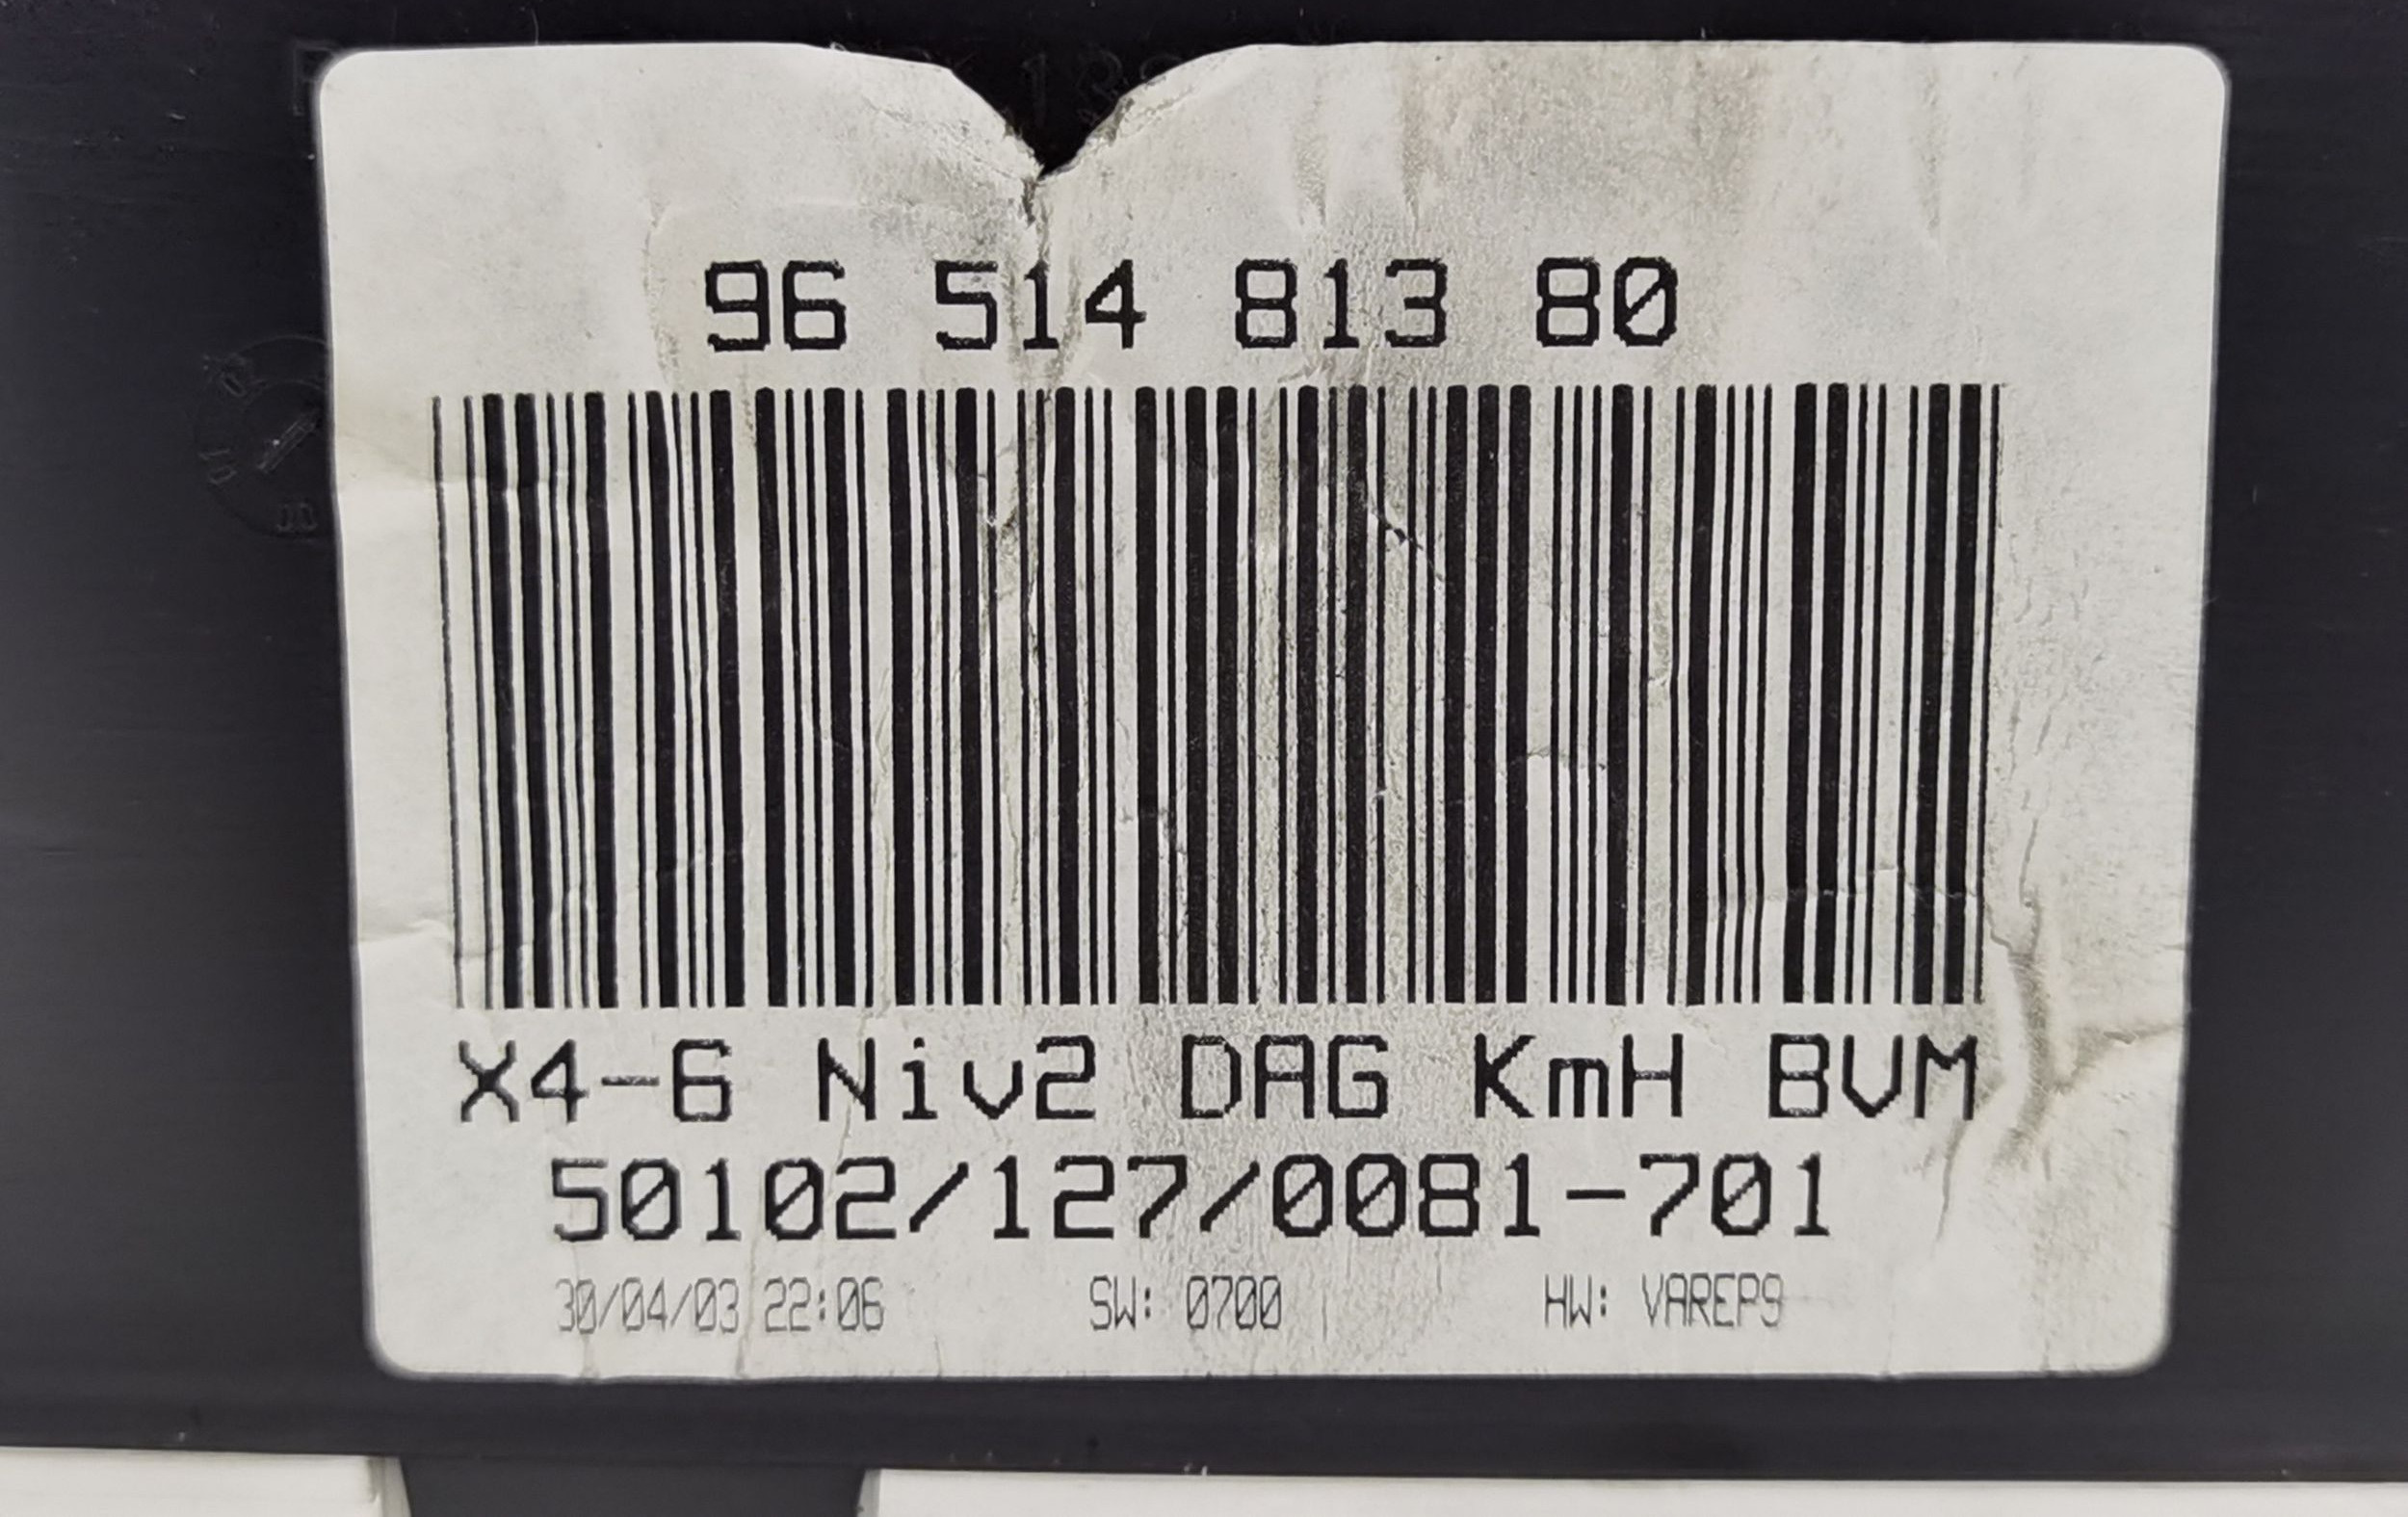 96 514 813 80
X4-6 Niv2 DAG KmH BVM
50102/127/0081-701
30/04/03 22:06 SW: 0700 HW: VAREP9